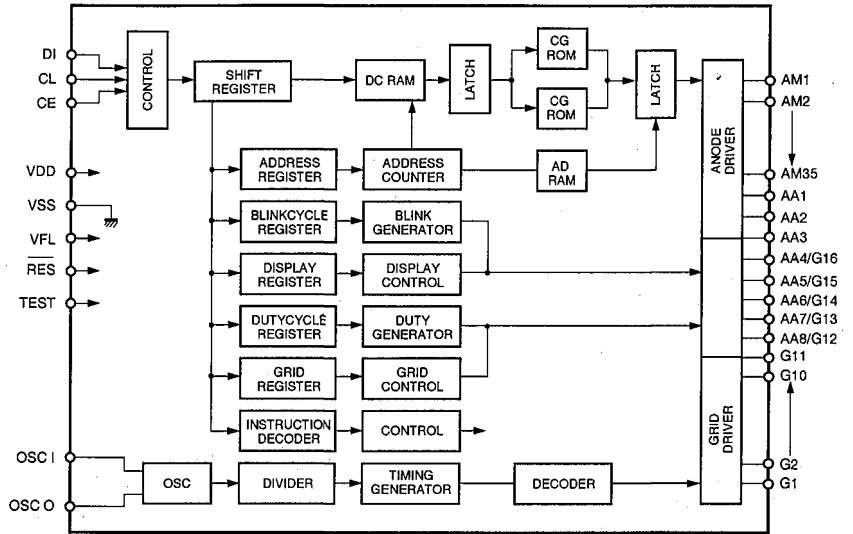 DI
CL
CE
CONTROL
SHIFT
REGISTER
DC RAM
LATCH
CG
ROM
CG
ROM
LATCH
ANODE
DRIVER
AM1
AM2
AM35
AA1
AA2
AA3
AA4/G16
AA5/G15
AA6/G14
AA7/G13
AA8/G12
G11
G10
G2
G1
VDD
VSS
VFL
RES
TEST
ADDRESS
REGISTER
ADDRESS
COUNTER
AD
RAM
BLINKCYCLE
REGISTER
BLINK
GENERATOR
DISPLAY
REGISTER
DISPLAY
CONTROL
DUTYCYCLE
REGISTER
DUTY
GENERATOR
GRID
REGISTER
GRID
CONTROL
INSTRUCTION
DECODER
CONTROL
GRID
DRIVER
OSC I
OSC O
OSC
DIVIDER
TIMING
GENERATOR
DECODER